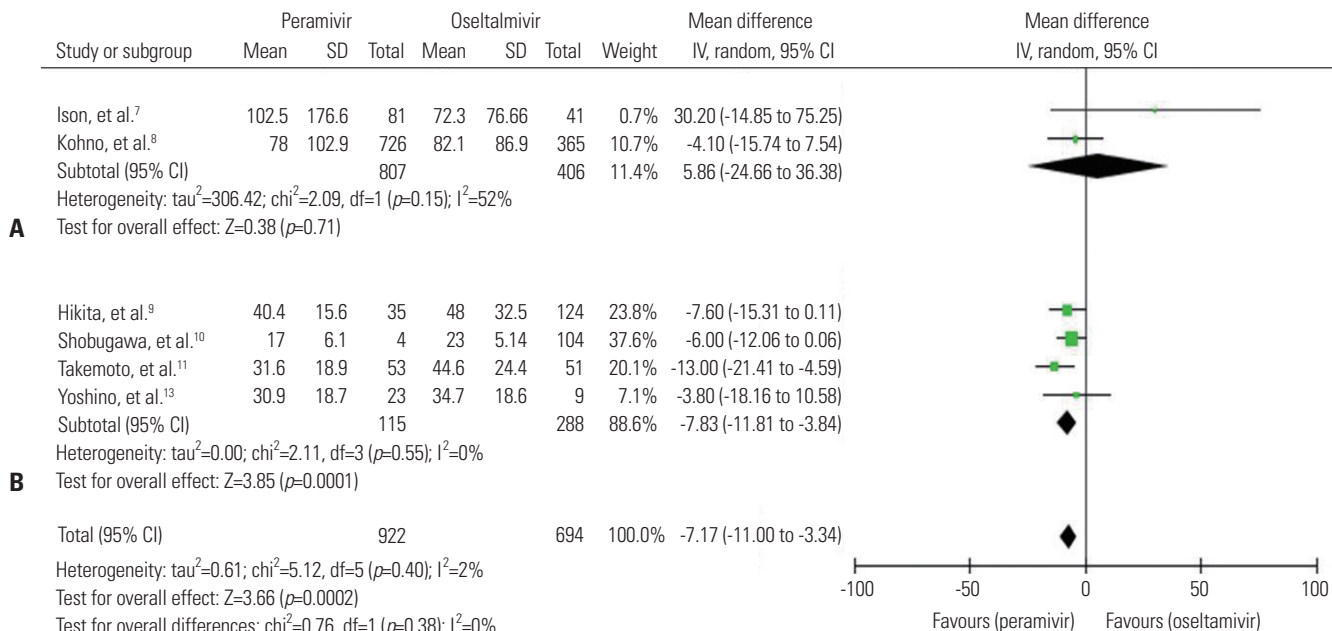 Peramivir Oseltalmivir Mean difference Mean difference
Study or subgroup Mean SD Total Mean SD Total Weight IV, random, 95% CI IV, random, 95% CI
Ison, et al.⁷ 102.5 176.6 81 72.3 76.66 41 0.7% 30.20 (-14.85 to 75.25)
Kohno, et al.⁸ 78 102.9 726 82.1 86.9 365 10.7% -4.10 (-15.74 to 7.54)
Subtotal (95% CI) 807 406 11.4% 5.86 (-24.66 to 36.38)
Heterogeneity: tau²=306.42; chi²=2.09, df=1 (p=0.15); I²=52%
A Test for overall effect: Z=0.38 (p=0.71)
Hikita, et al.⁹ 40.4 15.6 35 48 32.5 124 23.8% -7.60 (-15.31 to 0.11)
Shobugawa, et al.¹⁰ 17 6.1 4 23 5.14 104 37.6% -6.00 (-12.06 to 0.06)
Takemoto, et al.¹¹ 31.6 18.9 53 44.6 24.4 51 20.1% -13.00 (-21.41 to -4.59)
Yoshino, et al.¹³ 30.9 18.7 23 34.7 18.6 9 7.1% -3.80 (-18.16 to 10.58)
Subtotal (95% CI) 115 288 88.6% -7.83 (-11.81 to -3.84)
Heterogeneity: tau²=0.00; chi²=2.11, df=3 (p=0.55); I²=0%
B Test for overall effect: Z=3.85 (p=0.0001)
Total (95% CI) 922 694 100.0% -7.17 (-11.00 to -3.34)
Heterogeneity: tau²=0.61; chi²=5.12, df=5 (p=0.40); I²=2%
-100 -50 0 50 100
Test for overall effect: Z=3.66 (p=0.0002)
Favours (peramivir) Favours (oseltamivir)
Test for overall differences: chi²=0.76, df=1 (p=0.38); I²=0%